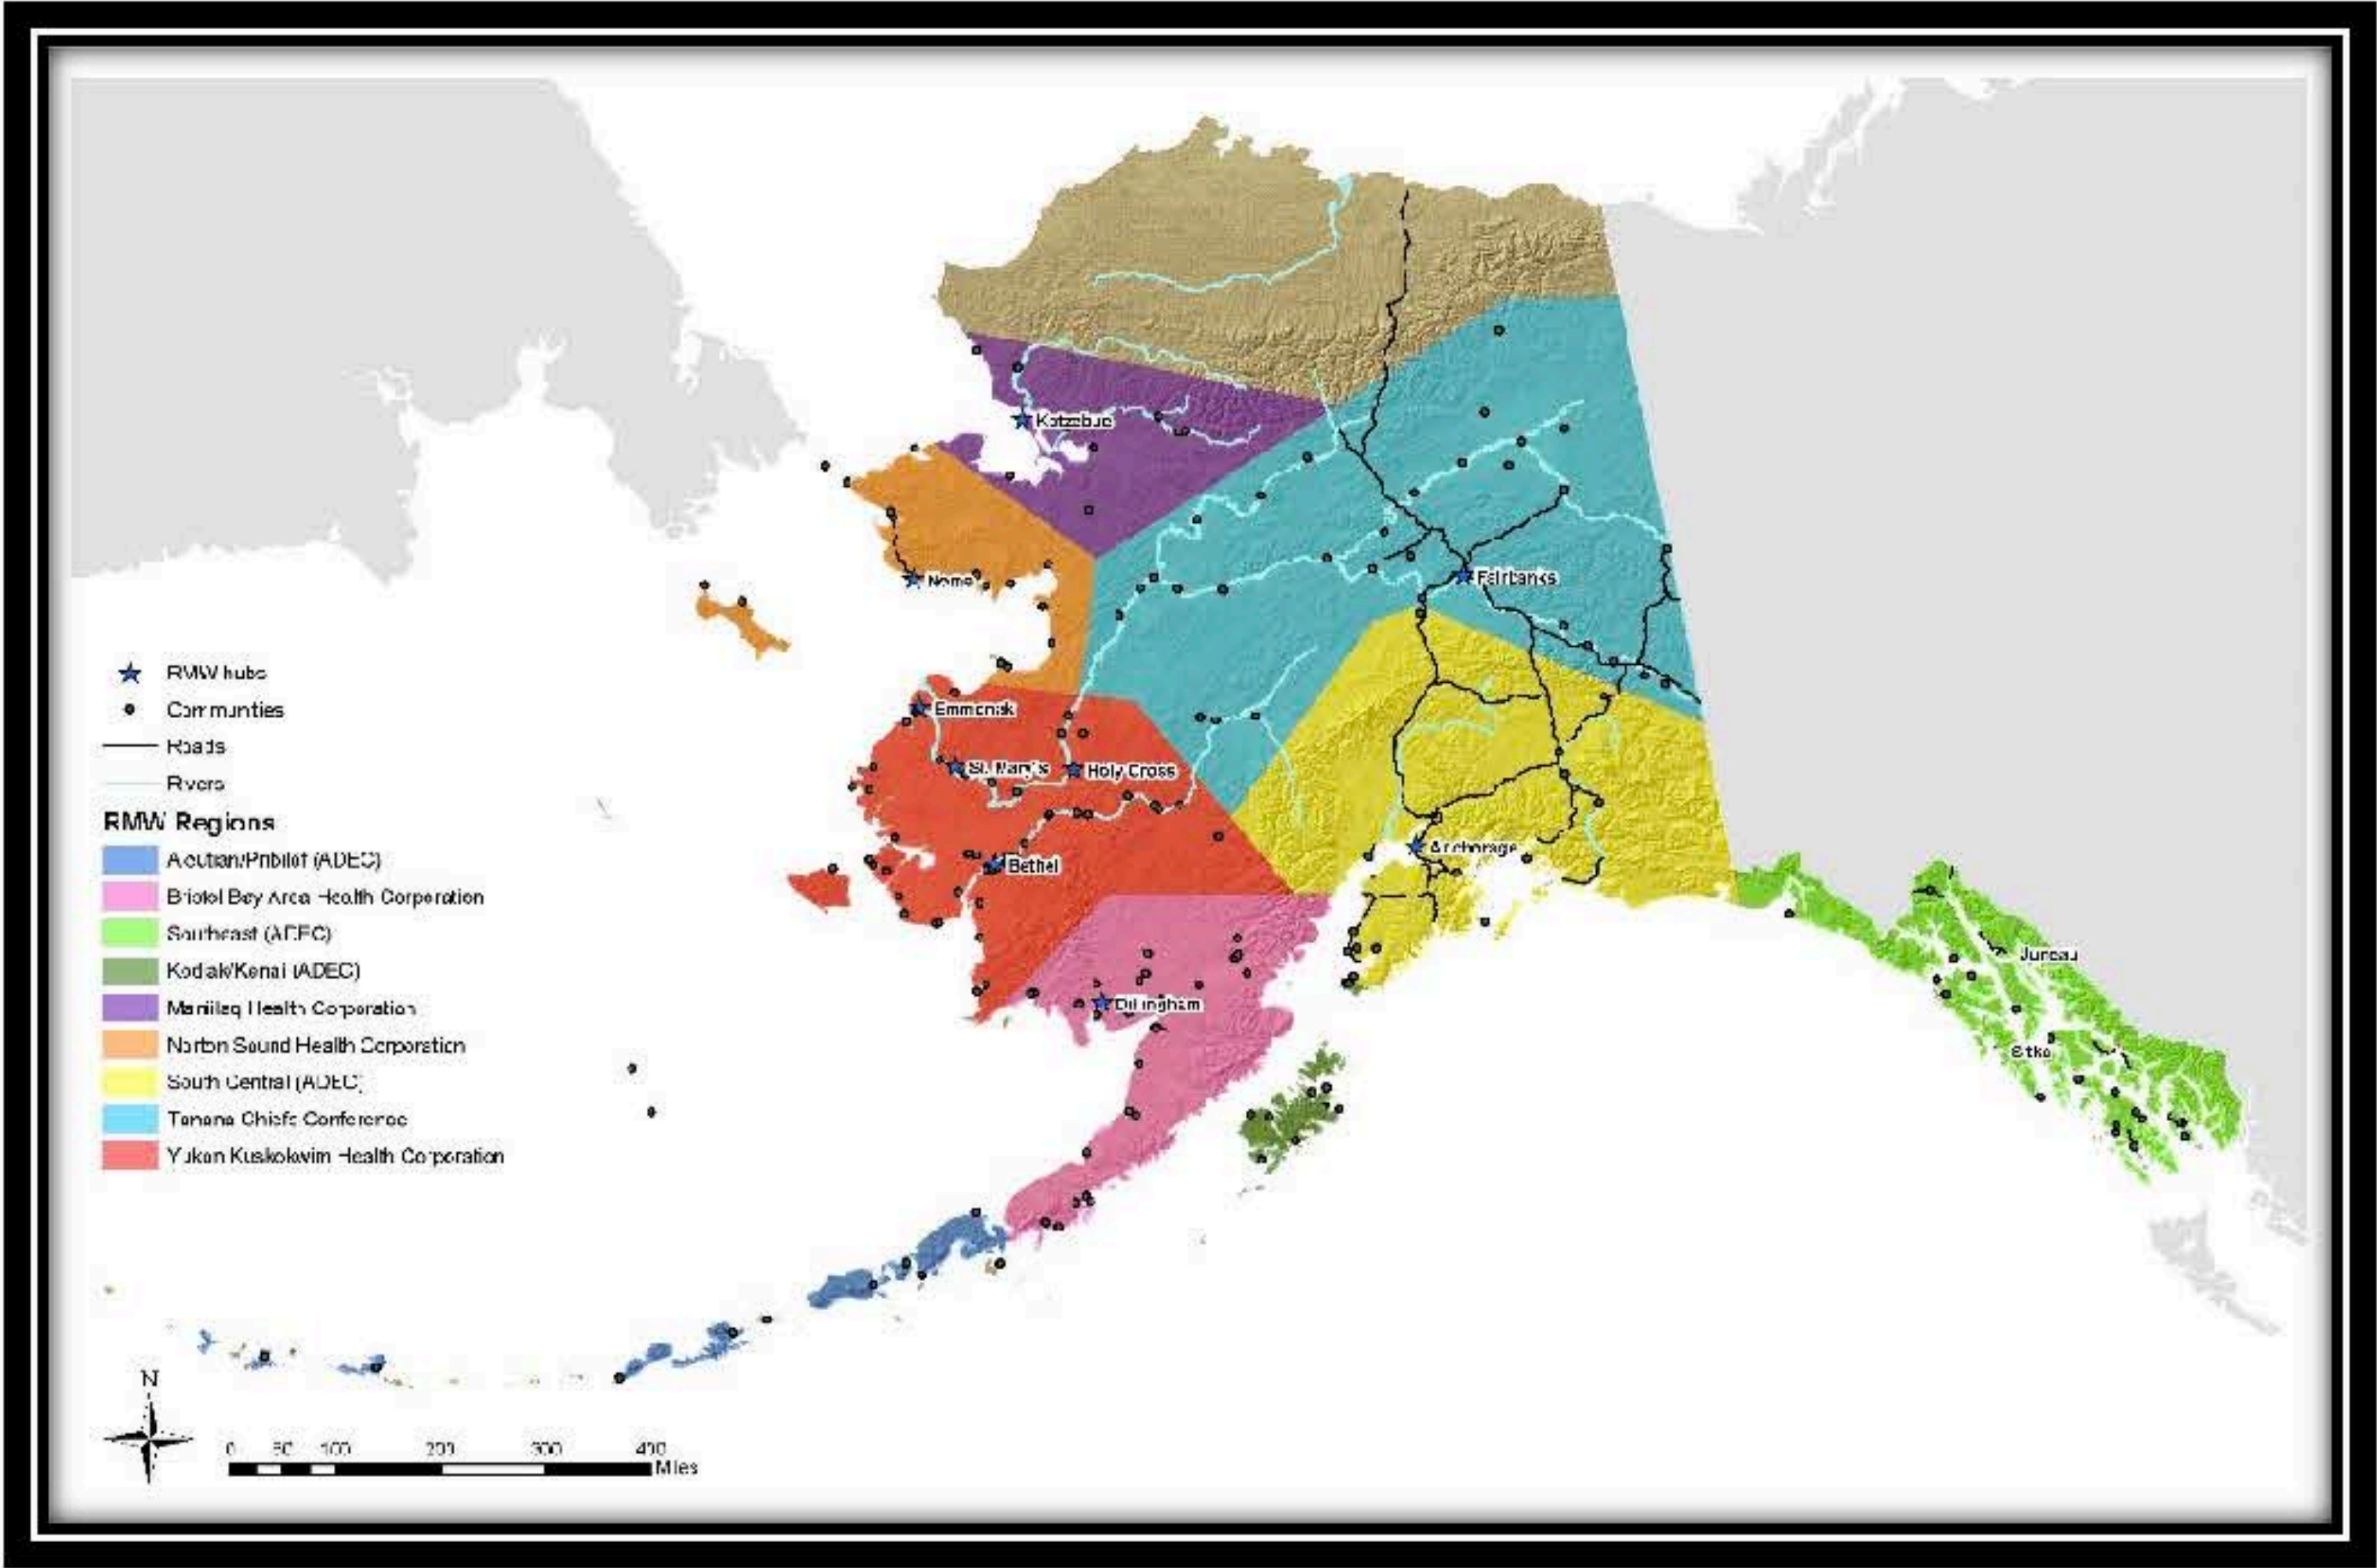 Kotzebue
Nome
Fairbanks
RMW hubs
Communties
Emmonak
Roads
St. Mary's
Holy Cross
Rivers
RMW Regions
Anchorage
Aleutian/Pribilof (ADEC)
Bethel
Bristol Bay Area Health Corporation
Southeast (ADEC)
Juneau
Kodiak/Kenai (ADEC)
Dillingham
Maniilaq Health Corporation
Norton Sound Health Corporation
Sitka
South Central (ADEC)
Tanana Chiefs Conference
Yukon Kuskokwim Health Corporation
N
0 50 100 200 300 400
Miles